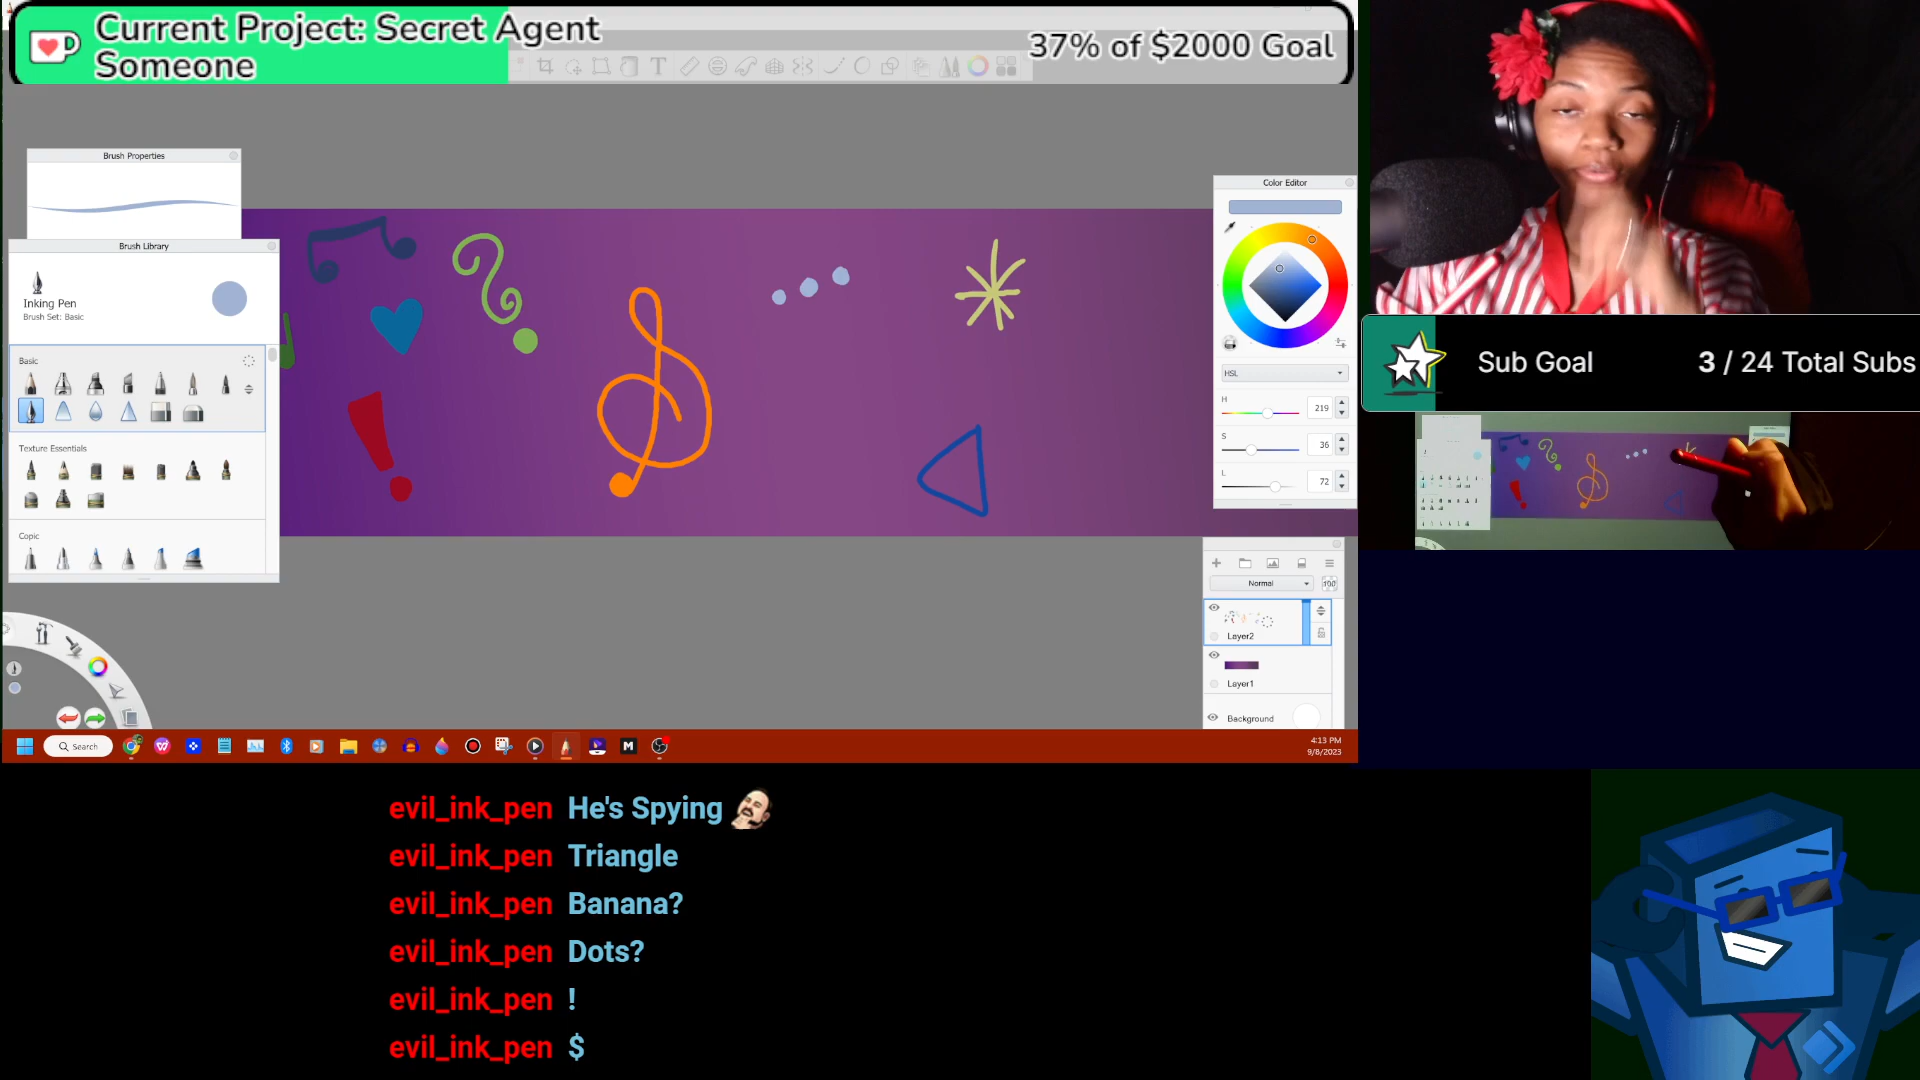 Current Project: Secret Agent
Someone
37% of $2000 Goal
Brush Properties
Brush Library
Inking Pen
Brush Set: Basic
Basic
Texture Essentials
Copic
Color Editor
HSL
H
219
S
36
L
72
Normal
100
Layer2
Layer1
Background
Search
4:13 PM
9/8/2023
Sub Goal
3 / 24 Total Subs
evil_ink_pen He's Spying
evil_ink_pen Triangle
evil_ink_pen Banana?
evil_ink_pen Dots?
evil_ink_pen !
evil_ink_pen $